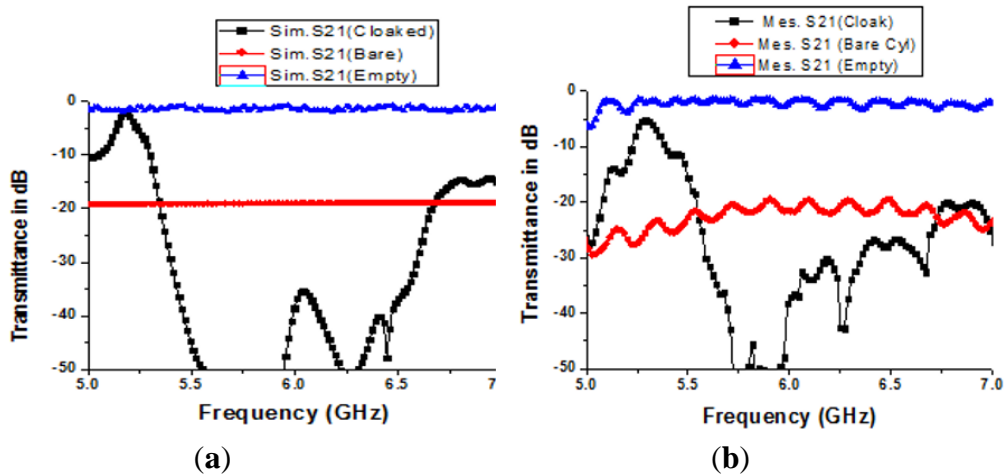 Sim.S21(Cloaked)
Sim.S21(Bare)
Sim.S21(Empty)
0
-10
-20
-30
-40
-50
Transmittance in dB
5.0
5.5
6.0
6.5
7
Frequency (GHz)
(a)
Mes. S21(Cloak)
Mes. S21 (Bare Cyl)
Mes. S21 (Empty)
0
-10
-20
-30
-40
-50
Transmittance in dB
5.0
5.5
6.0
6.5
7.0
Frequency (GHz)
(b)